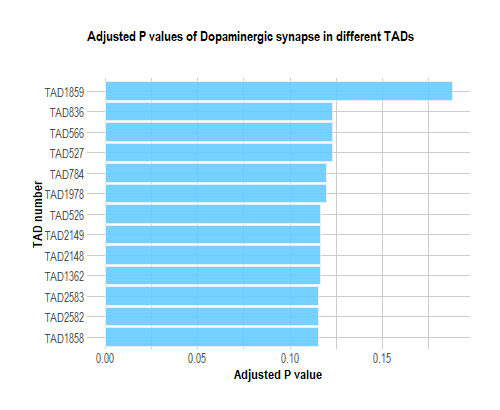 Adjusted P values of Dopaminergic synapse in different TADs
TAD number
TAD1859
TAD836
TAD566
TAD527
TAD784
TAD1978
TAD526
TAD2149
TAD2148
TAD1362
TAD2583
TAD2582
TAD1858
0.00 0.05 0.10 0.15
Adjusted P value